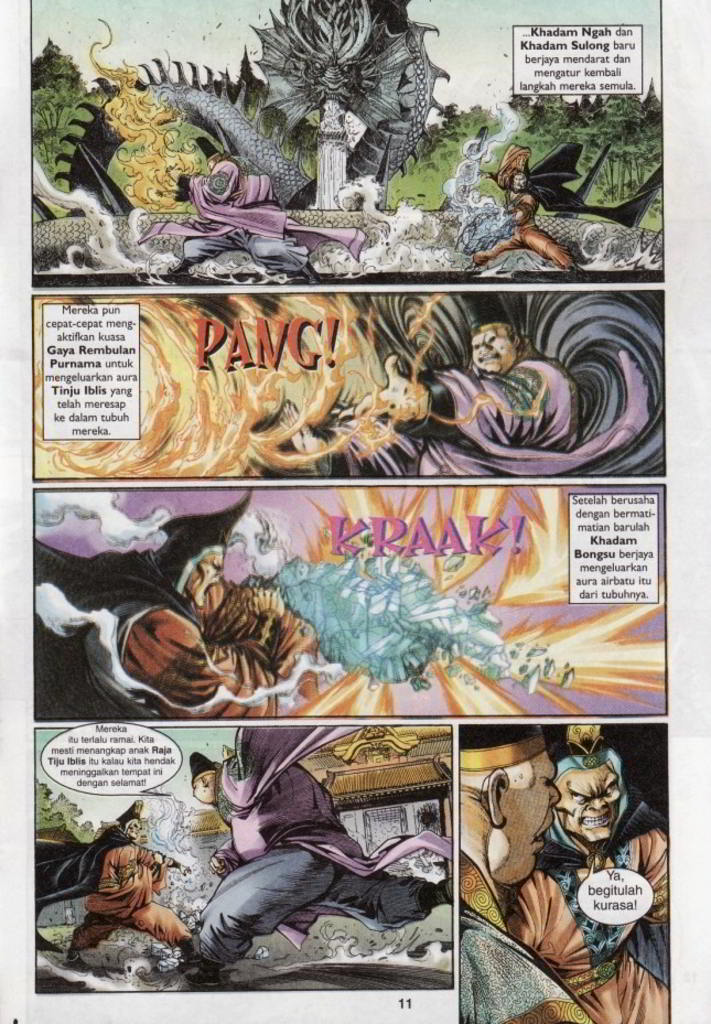 ...Khadam Ngah dan
Khadam Sulong baru
berjaya mendarat dan
mengatur kembali
langkah mereka semula.
Mereka pun
cepat-cepat meng-
aktifkan kuasa
Gaya Rembulan
Purnama untuk
mengeluarkan aura
Tinju Iblis yang
telah meresap
ke dalam tubuh
mereka.
PANG!
KRAAK!
Setelah berusaha
dengan bermati-
matian barulah
Khadam
Bongsu berjaya
mengeluarkan
aura airbatu itu
dari tubuhnya.
Mereka
itu terlalu ramai. Kita
mesti menangkap anak Raja
Tiju Iblis itu kalau kita hendak
meninggalkan tempat ini
dengan selamat!
Ya,
begitulah
kurasa!
11